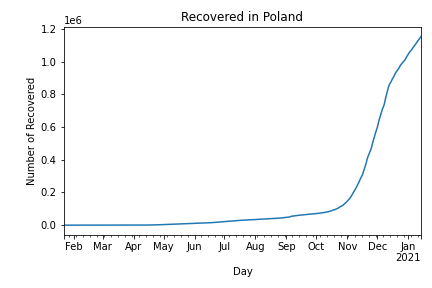 Recovered in Poland
1e6
1.2
1.0
0.8
0.6
0.4
0.2
0.0
Number of Recovered
Feb Mar Apr May Jun Jul Aug Sep Oct Nov Dec Jan
2021
Day